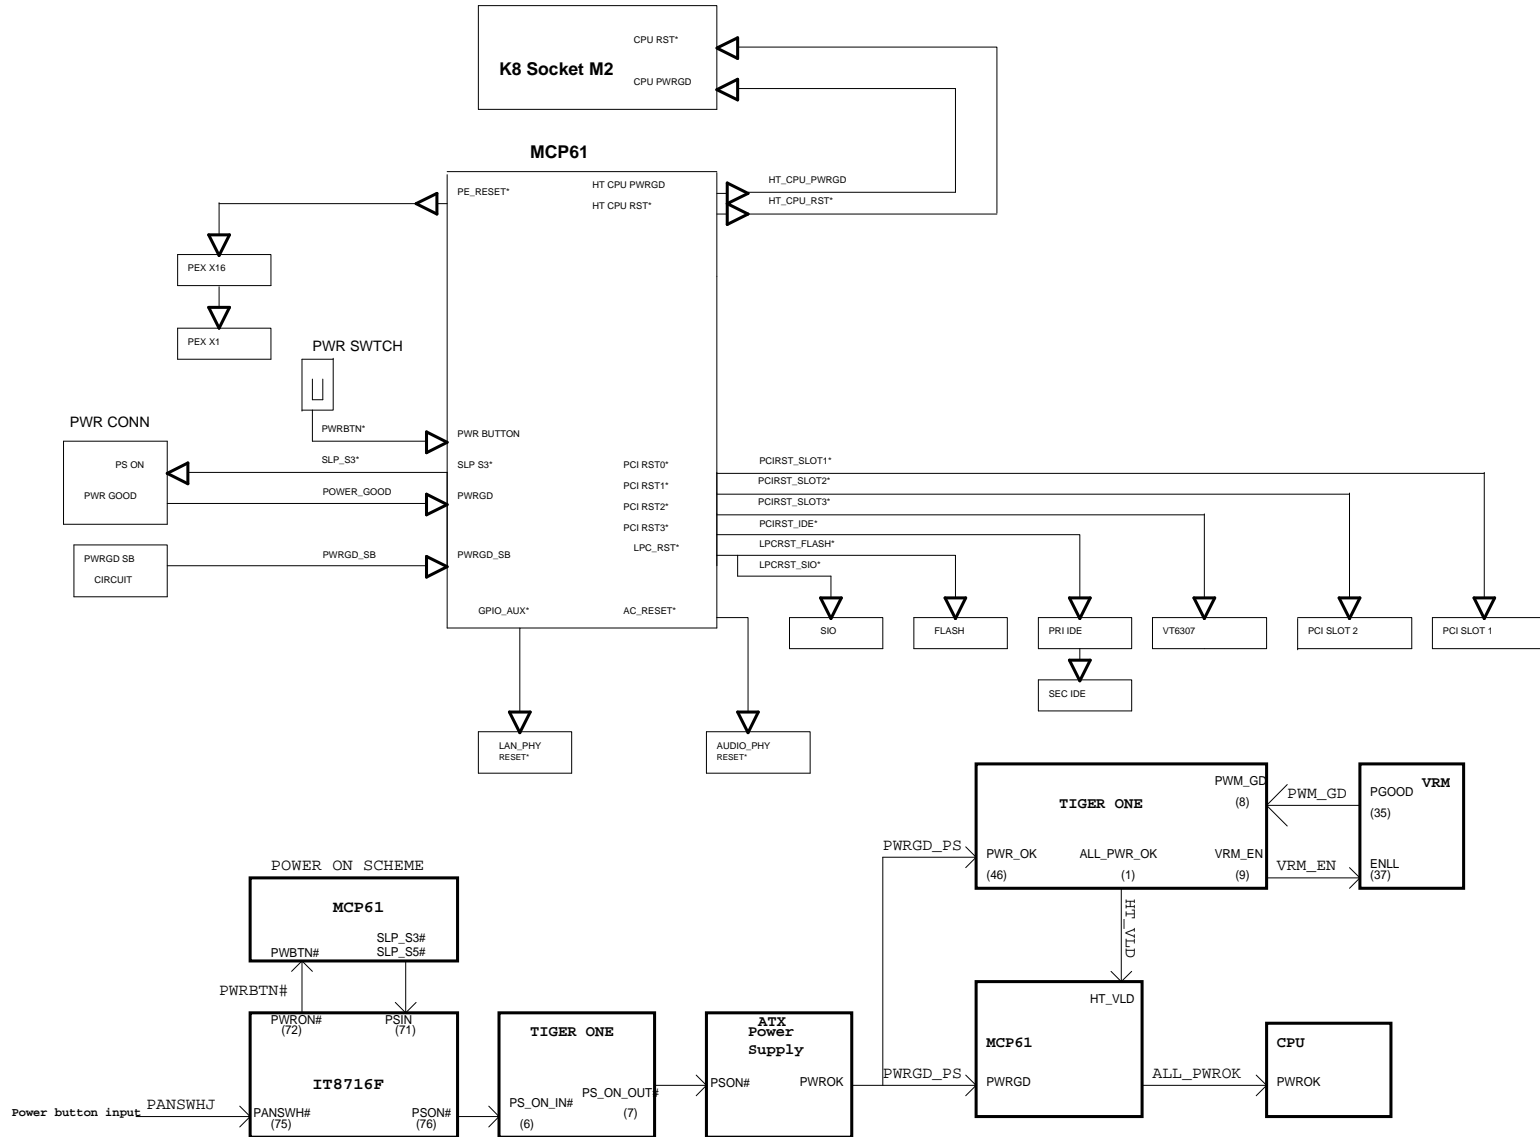 CPU RST*
K8 Socket M2
CPU PWRGD
MCP61
PE_RESET*
HT CPU PWRGD
HT_CPU_PWRGD
HT CPU RST*
HT_CPU_RST*
PEX X16
PEX X1
PWR SWTCH
PWR CONN
PWRBTN*
PWR BUTTON
PS ON
SLP_S3*
SLP S3*
PCI RST0*
PCIRST_SLOT1*
PWR GOOD
POWER_GOOD
PWRGD
PCI RST1*
PCIRST_SLOT2*
PCI RST2*
PCIRST_SLOT3*
PCI RST3*
PCIRST_IDE*
LPC_RST*
LPCRST_FLASH*
PWRGD SB
CIRCUIT
PWRGD_SB
PWRGD_SB
LPCRST_SIO*
GPIO_AUX*
AC_RESET*
SIO
FLASH
PRI IDE
VT6307
PCI SLOT 2
PCI SLOT 1
SEC IDE
LAN_PHY
RESET*
AUDIO_PHY
RESET*
TIGER ONE
PWM_GD
(8)
PWM_GD
PGOOD
(35)
VRM
PWRGD_PS
PWR_OK
(46)
ALL_PWR_OK
(1)
VRM_EN
(9)
VRM_EN
ENLL
(37)
HT_VLD
POWER ON SCHEME
MCP61
SLP_S3#
SLP_S5#
PWBTN#
PWRBTN#
PWRON#
(72)
PSIN
(71)
IT8716F
Power button input
PANSWHJ
PANSWH#
(75)
PSON#
(76)
TIGER ONE
PS_ON_IN#
(6)
PS_ON_OUT#
(7)
ATX
Power
Supply
PSON#
PWROK
PWRGD_PS
HT_VLD
MCP61
PWRGD
ALL_PWROK
CPU
PWROK